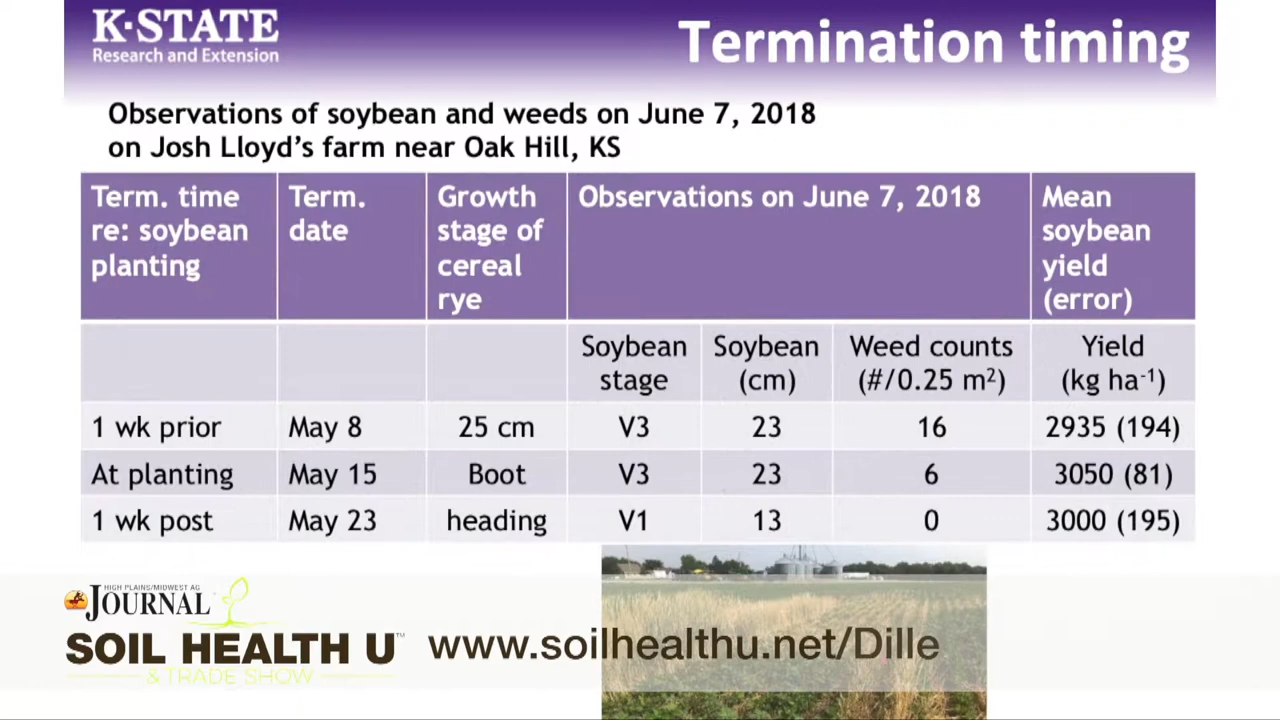 K·STATE
Research and Extension
Termination timing
Observations of soybean and weeds on June 7, 2018
on Josh Lloyd's farm near Oak Hill, KS
Term. time re: soybean planting
Term. date
Growth stage of cereal rye
Observations on June 7, 2018
Mean soybean yield (error)
Soybean stage
Soybean (cm)
Weed counts (#/0.25 m²)
Yield (kg ha⁻¹)
1 wk prior May 8 25 cm V3 23 16 2935 (194)
At planting May 15 Boot V3 23 6 3050 (81)
1 wk post May 23 heading V1 13 0 3000 (195)
HIGH PLAINS/MIDWEST AG
JOURNAL
SOIL HEALTH U™
& TRADE SHOW
www.soilhealthu.net/Dille